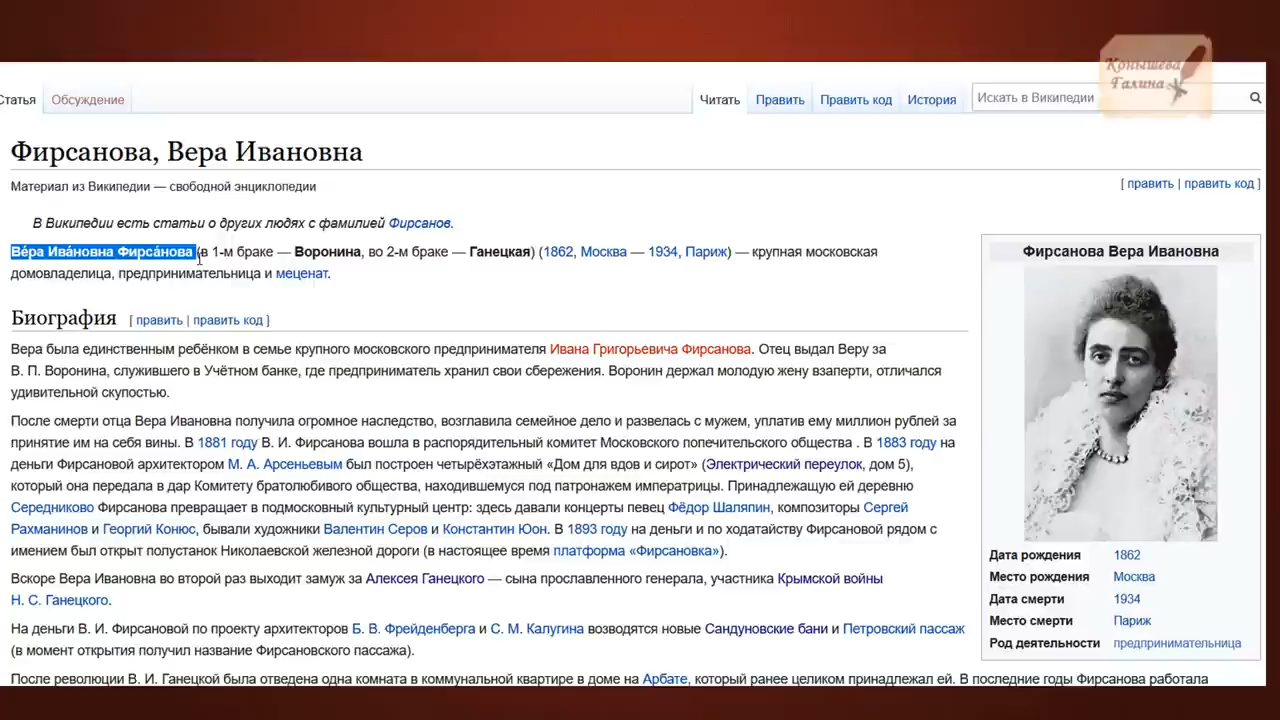 Конышева
Галина
Статья Обсуждение Читать Править Править код История Искать в Википедии
Фирсанова, Вера Ивановна
Материал из Википедии — свободной энциклопедии [ править | править код ]
В Википедии есть статьи о других людях с фамилией Фирсанов.
Ве́ра Ива́новна Фирса́нова (в 1-м браке — Воронина, во 2-м браке — Ганецкая) (1862, Москва — 1934, Париж) — крупная московская
домовладелица, предпринимательница и меценат.
Биография [ править | править код ]
Вера была единственным ребёнком в семье крупного московского предпринимателя Ивана Григорьевича Фирсанова. Отец выдал Веру за
В. П. Воронина, служившего в Учётном банке, где предприниматель хранил свои сбережения. Воронин держал молодую жену взаперти, отличался
удивительной скупостью.
После смерти отца Вера Ивановна получила огромное наследство, возглавила семейное дело и развелась с мужем, уплатив ему миллион рублей за
принятие им на себя вины. В 1881 году В. И. Фирсанова вошла в распорядительный комитет Московского попечительского общества . В 1883 году на
деньги Фирсановой архитектором М. А. Арсеньевым был построен четырёхэтажный «Дом для вдов и сирот» (Электрический переулок, дом 5),
который она передала в дар Комитету братолюбивого общества, находившемуся под патронажем императрицы. Принадлежащую ей деревню
Середниково Фирсанова превращает в подмосковный культурный центр: здесь давали концерты певец Фёдор Шаляпин, композиторы Сергей
Рахманинов и Георгий Конюс, бывали художники Валентин Серов и Константин Юон. В 1893 году на деньги и по ходатайству Фирсановой рядом с
имением был открыт полустанок Николаевской железной дороги (в настоящее время платформа «Фирсановка»).
Вскоре Вера Ивановна во второй раз выходит замуж за Алексея Ганецкого — сына прославленного генерала, участника Крымской войны
Н. С. Ганецкого.
На деньги В. И. Фирсановой по проекту архитекторов Б. В. Фрейденберга и С. М. Калугина возводятся новые Сандуновские бани и Петровский пассаж
(в момент открытия получил название Фирсановского пассажа).
После революции В. И. Ганецкой была отведена одна комната в коммунальной квартире в доме на Арбате, который ранее целиком принадлежал ей. В последние годы Фирсанова работала
Фирсанова Вера Ивановна
Дата рождения 1862
Место рождения Москва
Дата смерти 1934
Место смерти Париж
Род деятельности предпринимательница